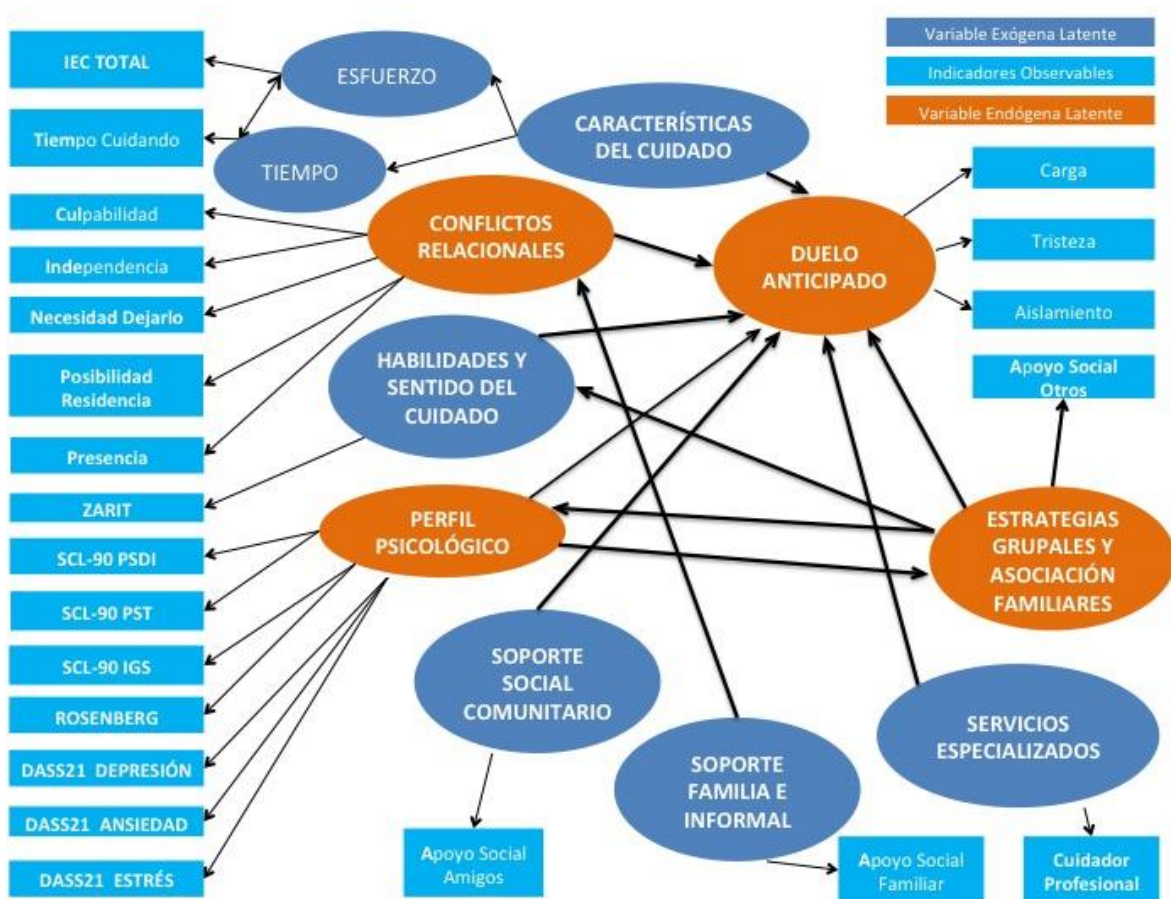 Variable Exógena Latente
Indicadores Observables
Variable Endógena Latente
IEC TOTAL
Tiempo Cuidando
Culpabilidad
Independencia
Necesidad Dejarlo
Posibilidad
Residencia
Presencia
ZARIT
SCL-90 PSDI
SCL-90 PST
SCL-90 IGS
ROSENBERG
DASS21 DEPRESIÓN
DASS21 ANSIEDAD
DASS21 ESTRÉS
ESFUERZO
TIEMPO
CARACTERÍSTICAS
DEL CUIDADO
CONFLICTOS
RELACIONALES
DUELO
ANTICIPADO
HABILIDADES Y
SENTIDO DEL
CUIDADO
PERFIL
PSICOLÓGICO
SOPORTE
SOCIAL
COMUNITARIO
SOPORTE
FAMILIA E
INFORMAL
SERVICIOS
ESPECIALIZADOS
ESTRATEGIAS
GRUPALES Y
ASOCIACIÓN
FAMILIARES
Carga
Tristeza
Aislamiento
Apoyo Social
Otros
Apoyo Social
Amigos
Apoyo Social
Familiar
Cuidador
Profesional